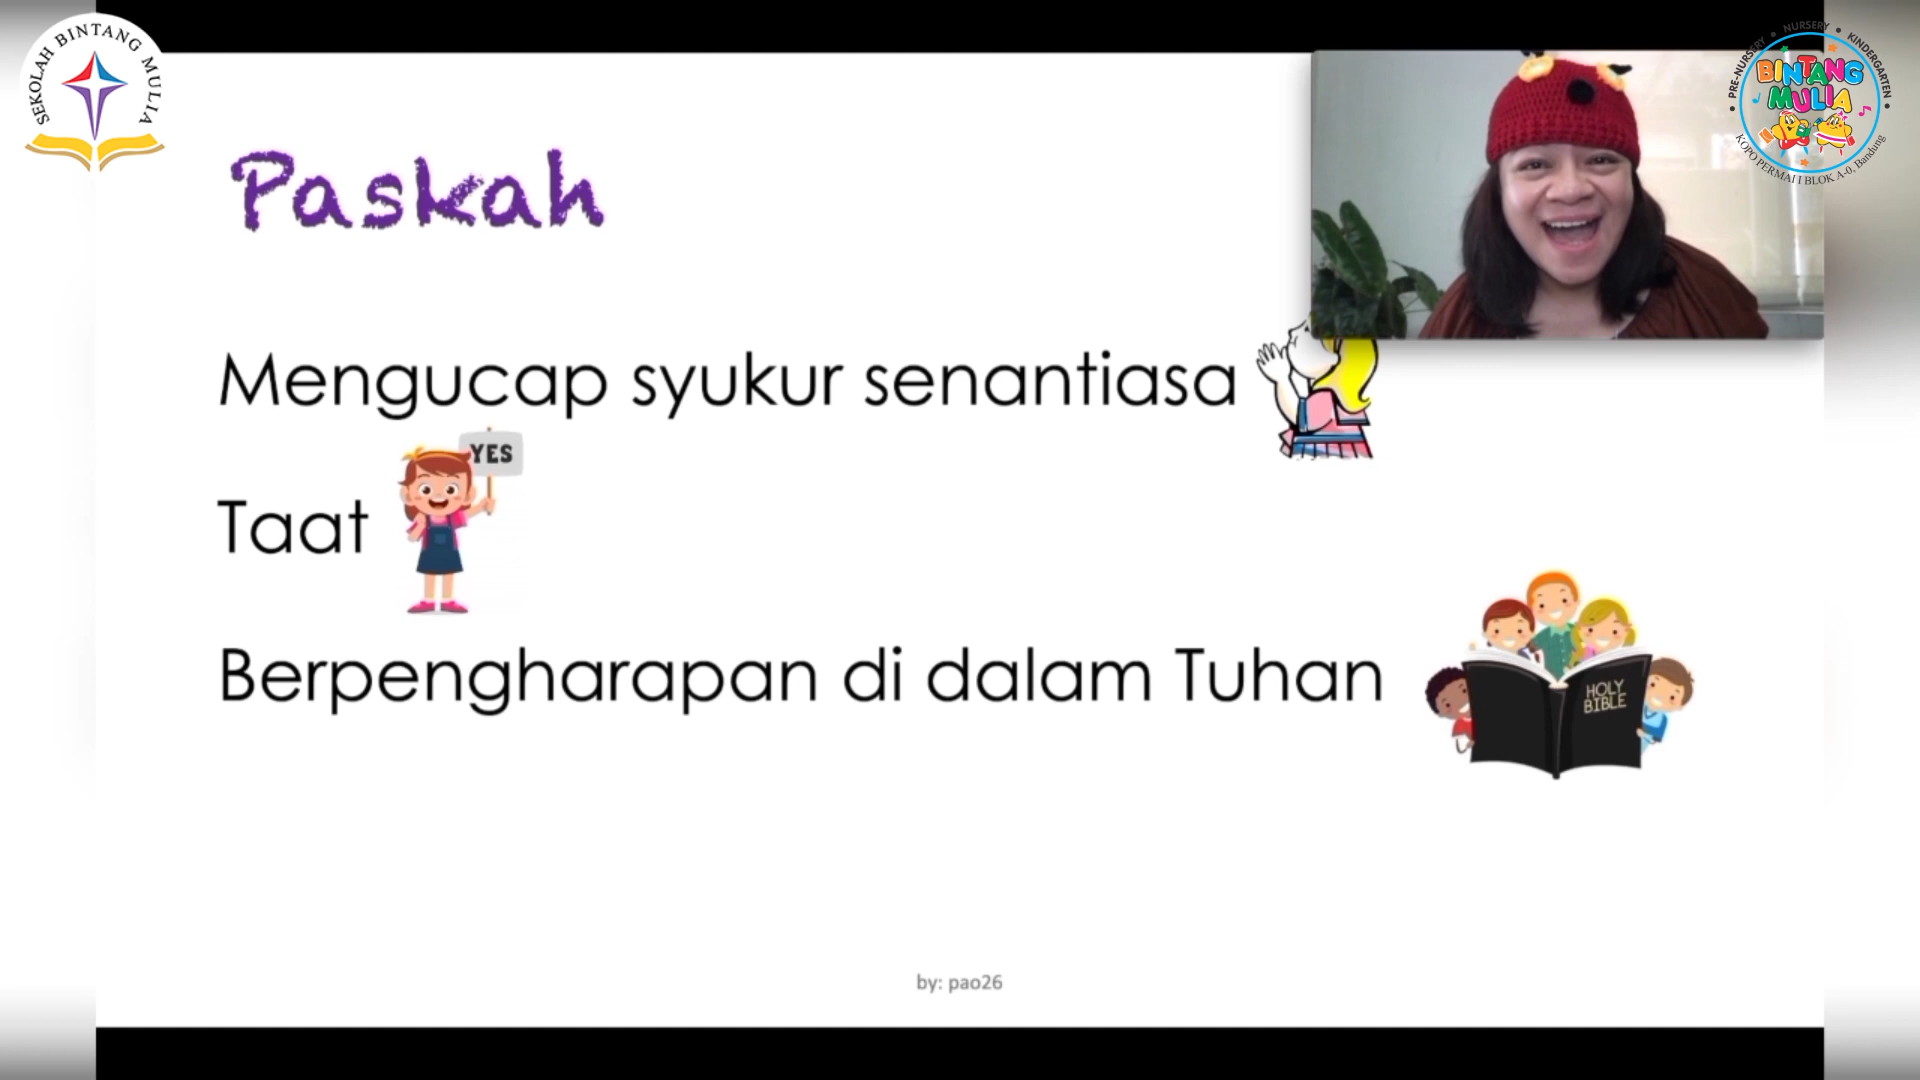 SEKOLAH BINTANG MULIA
PRE-NURSERY • NURSERY • KINDERGARTEN
BINTANG
MULIA
KOPO PERMAI I BLOK A-0, Bandung
Paskah
Mengucap syukur senantiasa
YES
Taat
Berpengharapan di dalam Tuhan
HOLY
BIBLE
by: pao26